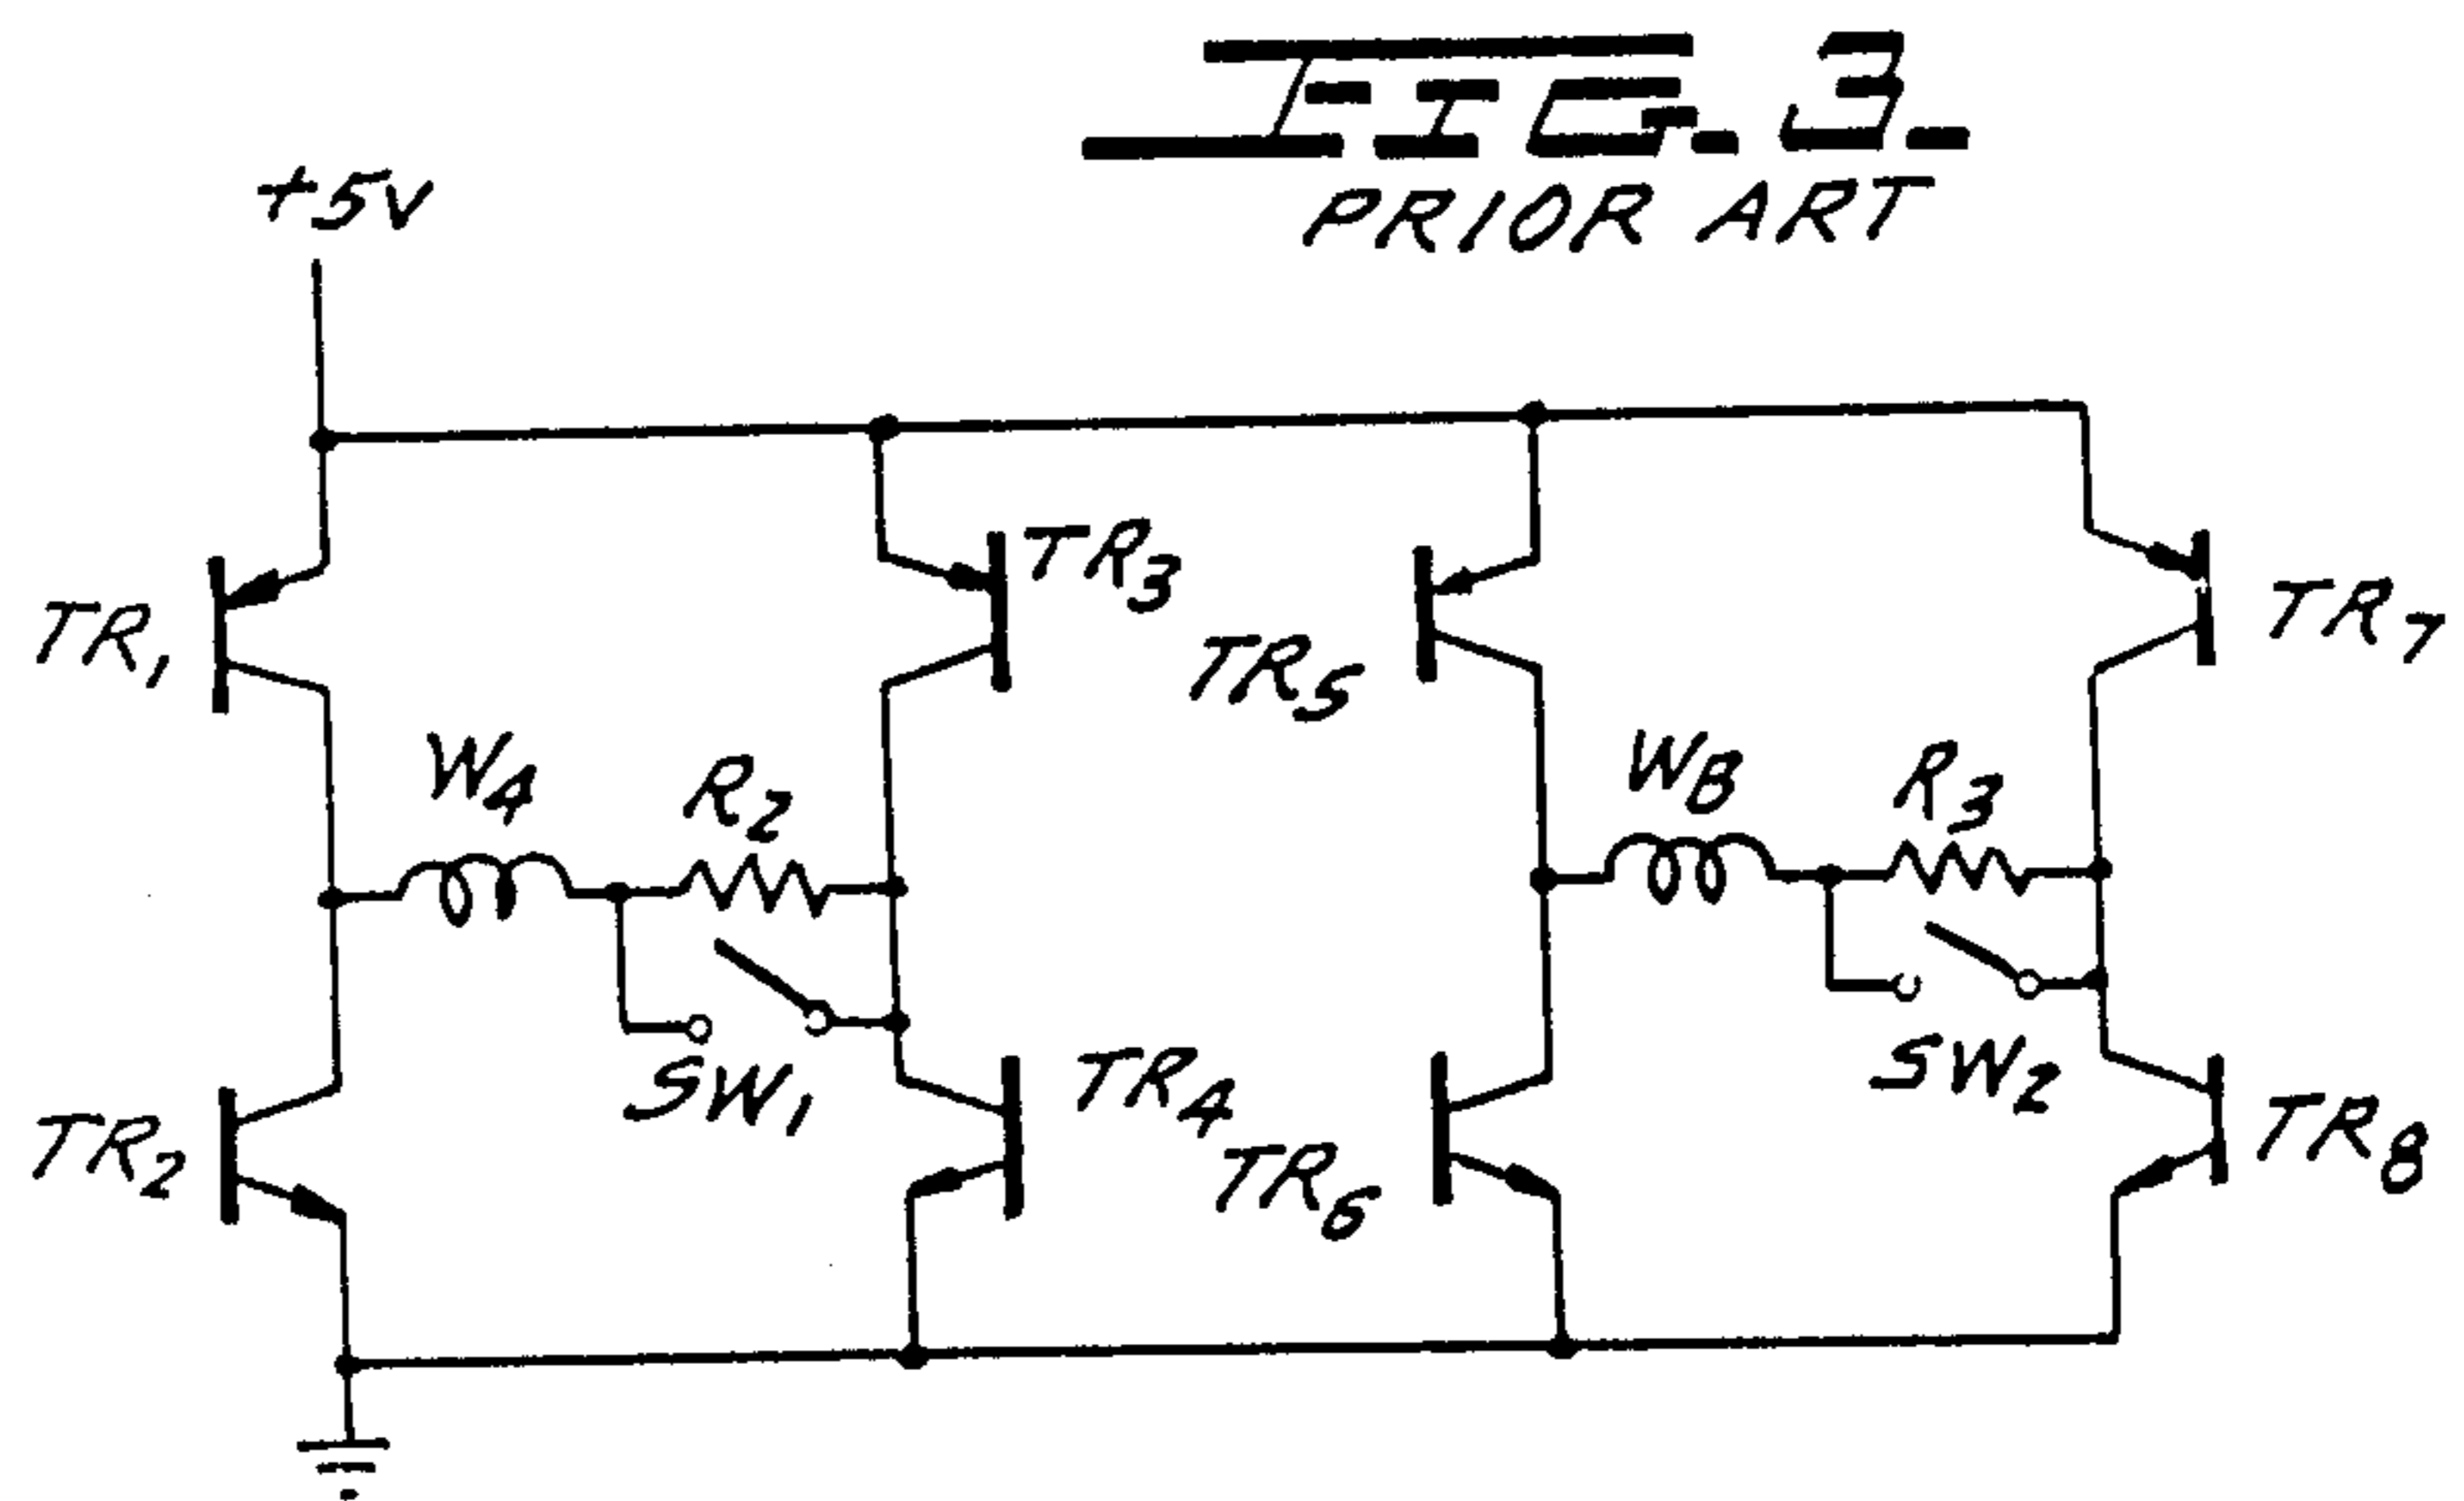 FIG. 3.
PRIOR ART
+5V
TR1
TR3
TR5
TR7
WA
R2
WB
R3
SW1
SW2
TR2
TR4
TR6
TR8